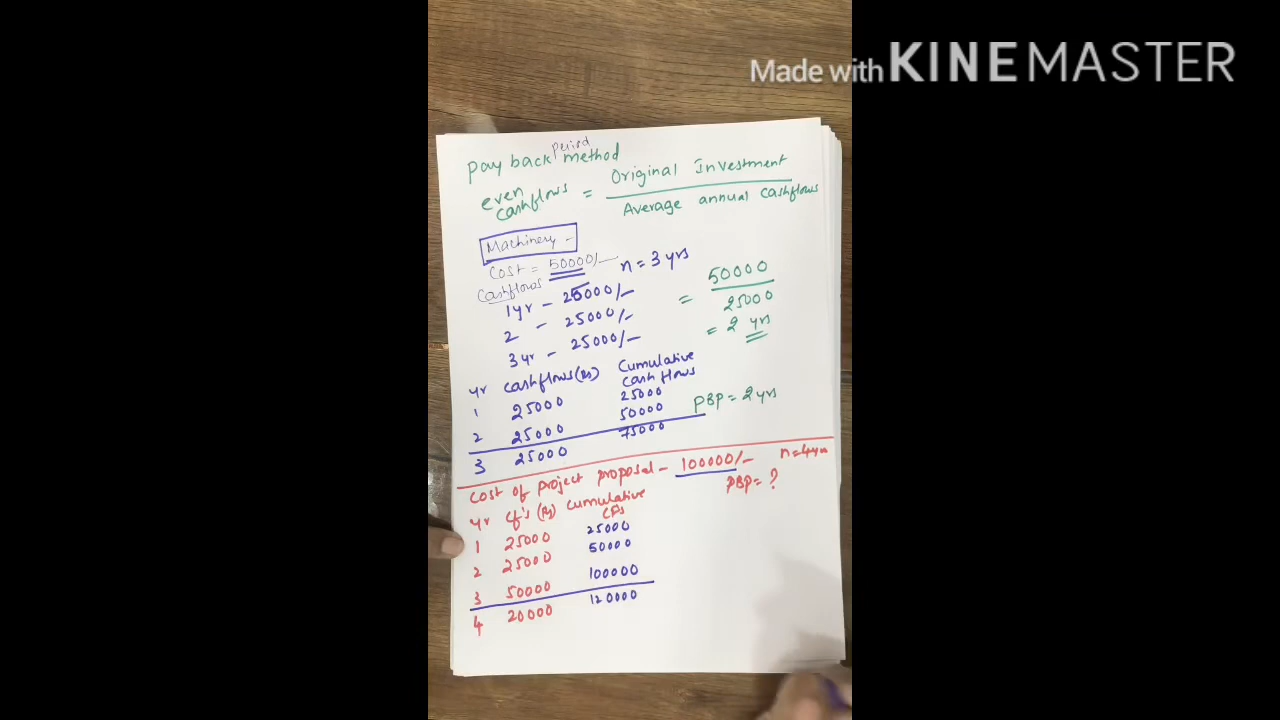 Made with KINEMASTER
Pay back period method
even cashflows = Original Investment
Average annual cashflows
Machinery -
Cost = 50000/-
n = 3 yrs
Cashflows
1yr - 25000/-
2 - 25000/-
3yr - 25000/-
= 50000
25000
= 2 yrs
yr cashflows(Rs) Cumulative cash flows
1 25000 25000
2 25000 50000
3 25000 75000
PBP = 2 yrs
Cost of project proposal - 100000/- n=4yrs
PBP = ?
yr Cf's (Rs) Cumulative CFs
1 25000 25000
2 25000 50000
3 50000 100000
4 20000 120000